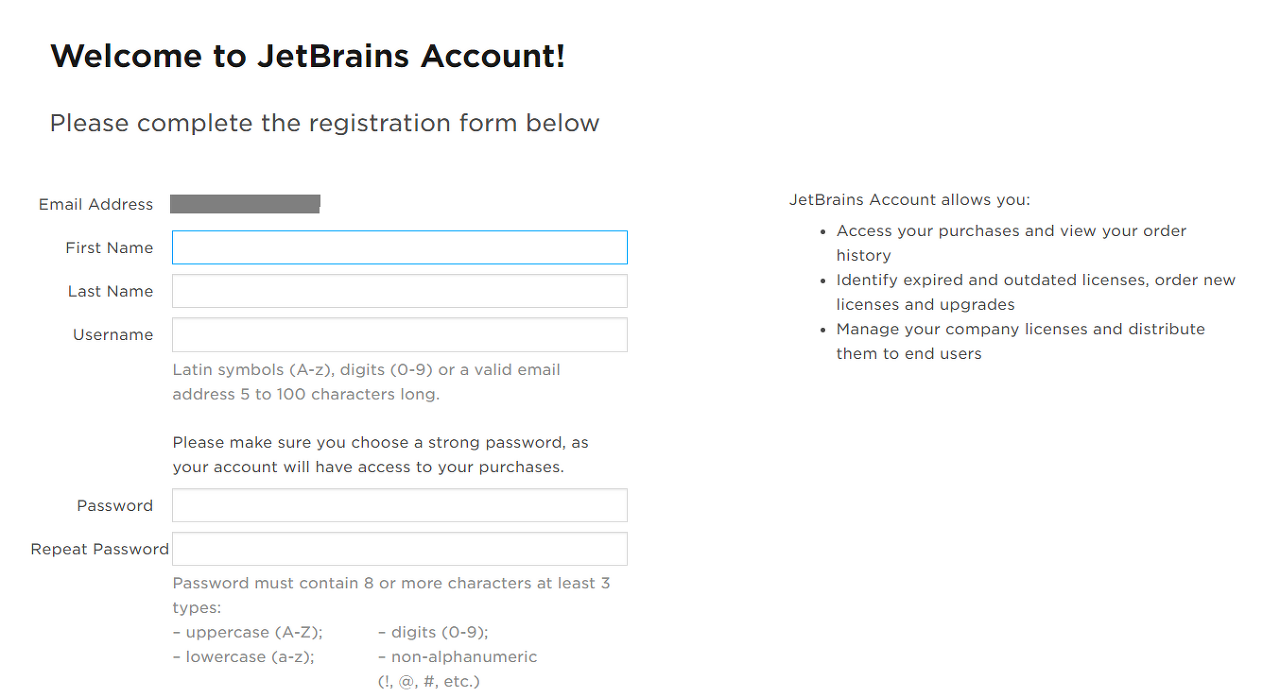 Welcome to JetBrains Account!
Please complete the registration form below
Email Address
First Name
Last Name
Username
Latin symbols (A-z), digits (0-9) or a valid email
address 5 to 100 characters long.
Please make sure you choose a strong password, as
your account will have access to your purchases.
Password
Repeat Password
Password must contain 8 or more characters at least 3
types:
– uppercase (A-Z);
– lowercase (a-z);
– digits (0-9);
– non-alphanumeric
(!, @, #, etc.)
JetBrains Account allows you:
• Access your purchases and view your order
history
• Identify expired and outdated licenses, order new
licenses and upgrades
• Manage your company licenses and distribute
them to end users